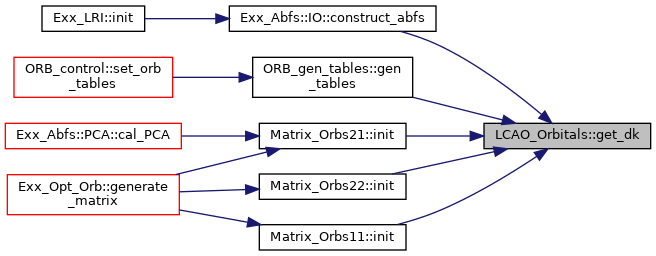 Exx_LRI::init
Exx_Abfs::IO::construct_abfs
ORB_control::set_orb
_tables
ORB_gen_tables::gen
_tables
Exx_Abfs::PCA::cal_PCA
Matrix_Orbs21::init
LCAO_Orbitals::get_dk
Exx_Opt_Orb::generate
_matrix
Matrix_Orbs22::init
Matrix_Orbs11::init